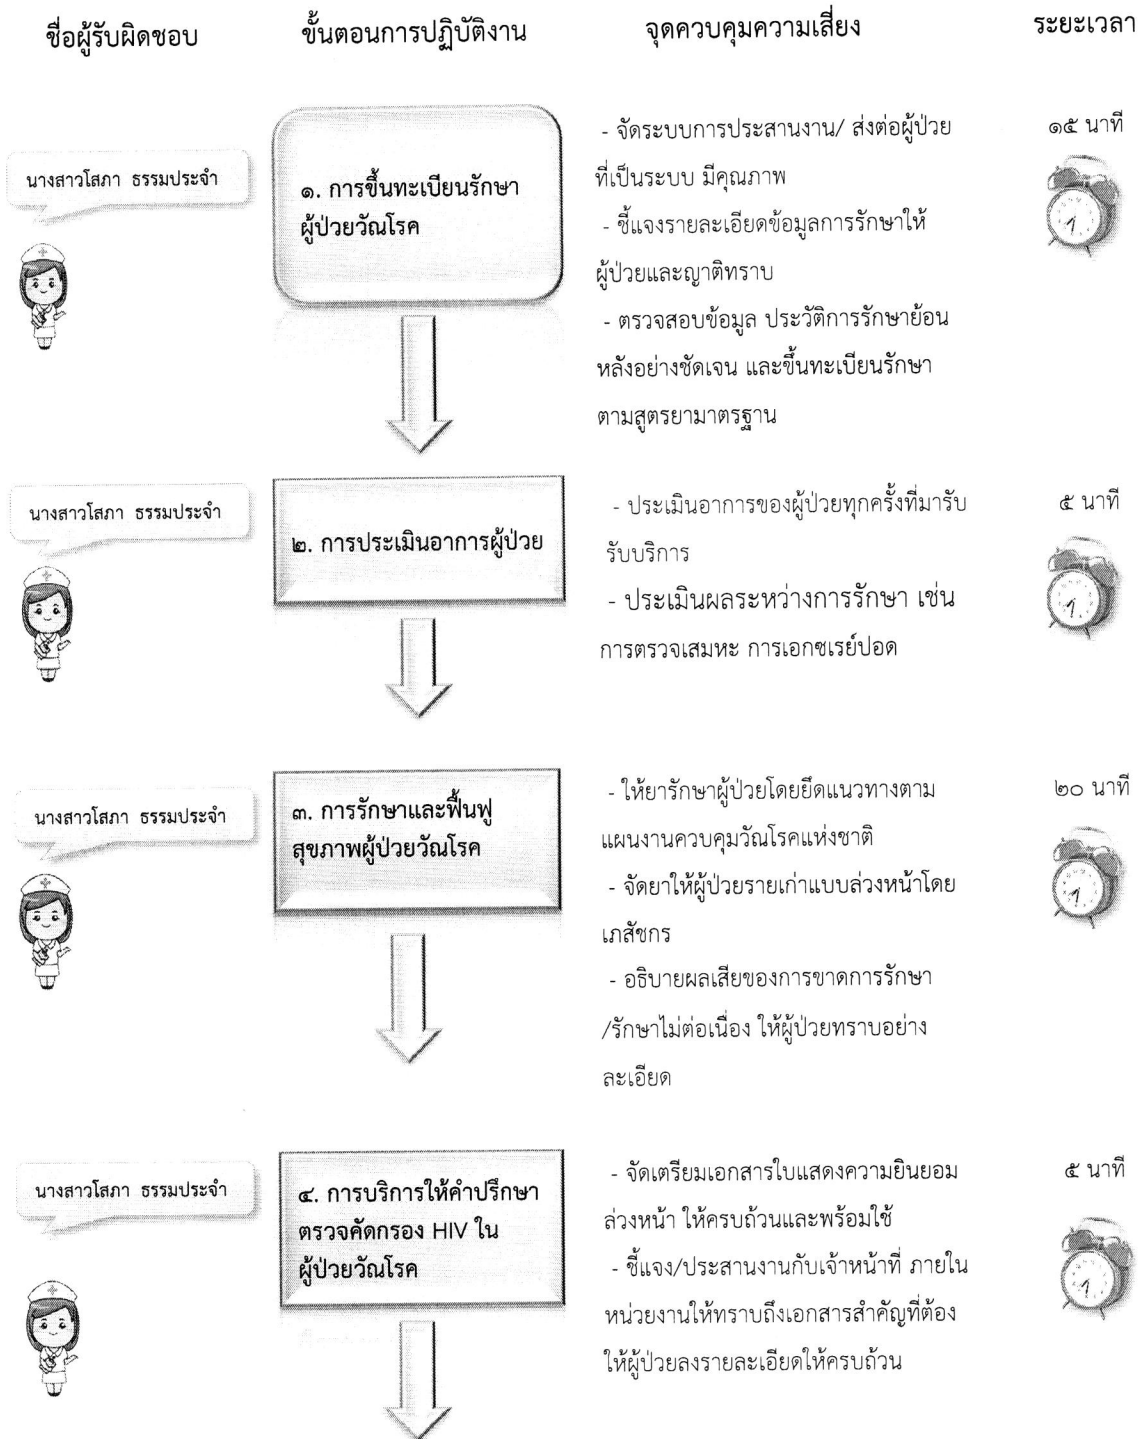 ชื่อผู้รับผิดชอบ ขั้นตอนการปฏิบัติงาน จุดควบคุมความเสี่ยง ระยะเวลา
นางสาวโสภา ธรรมประจำ
๑. การขึ้นทะเบียนรักษา
ผู้ป่วยวัณโรค
- จัดระบบการประสานงาน/ ส่งต่อผู้ป่วย
ที่เป็นระบบ มีคุณภาพ
- ชี้แจงรายละเอียดข้อมูลการรักษาให้
ผู้ป่วยและญาติทราบ
- ตรวจสอบข้อมูล ประวัติการรักษาย้อน
หลังอย่างชัดเจน และขึ้นทะเบียนรักษา
ตามสูตรยามาตรฐาน
๑๕ นาที
นางสาวโสภา ธรรมประจำ
๒. การประเมินอาการผู้ป่วย
- ประเมินอาการของผู้ป่วยทุกครั้งที่มารับ
รับบริการ
- ประเมินผลระหว่างการรักษา เช่น
การตรวจเสมหะ การเอกซเรย์ปอด
๕ นาที
นางสาวโสภา ธรรมประจำ
๓. การรักษาและฟื้นฟู
สุขภาพผู้ป่วยวัณโรค
- ให้ยารักษาผู้ป่วยโดยยึดแนวทางตาม
แผนงานควบคุมวัณโรคแห่งชาติ
- จัดยาให้ผู้ป่วยรายเก่าแบบล่วงหน้าโดย
เภสัชกร
- อธิบายผลเสียของการขาดการรักษา
/รักษาไม่ต่อเนื่อง ให้ผู้ป่วยทราบอย่าง
ละเอียด
๒๐ นาที
นางสาวโสภา ธรรมประจำ
๔. การบริการให้คำปรึกษา
ตรวจคัดกรอง HIV ใน
ผู้ป่วยวัณโรค
- จัดเตรียมเอกสารใบแสดงความยินยอม
ล่วงหน้า ให้ครบถ้วนและพร้อมใช้
- ชี้แจง/ประสานงานกับเจ้าหน้าที่ ภายใน
หน่วยงานให้ทราบถึงเอกสารสำคัญที่ต้อง
ให้ผู้ป่วยลงรายละเอียดให้ครบถ้วน
๕ นาที